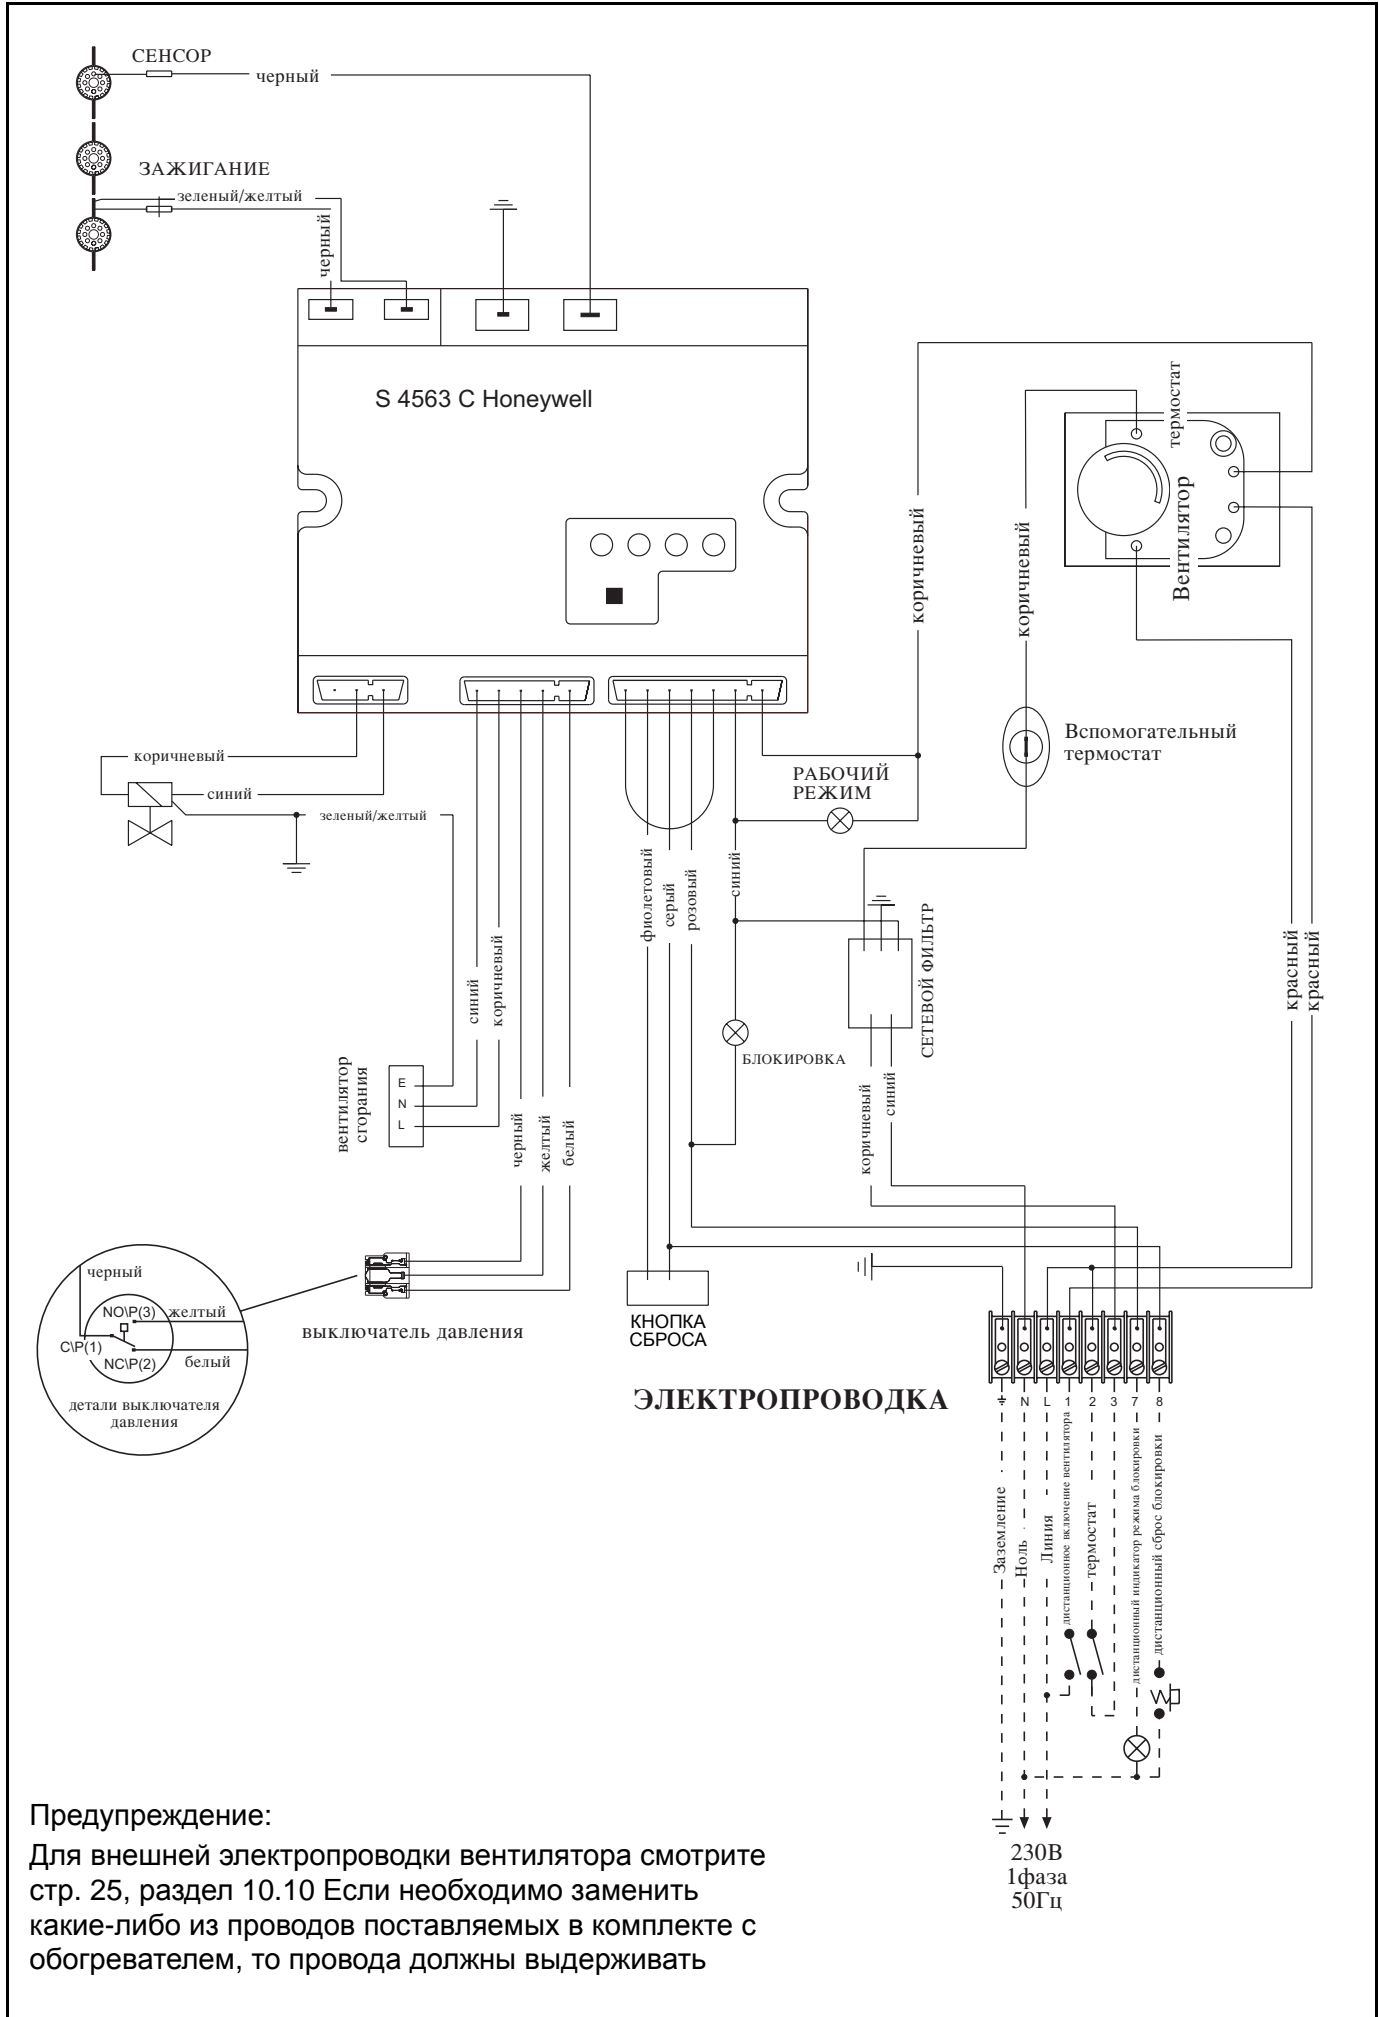 СЕНСОР
черный
ЗАЖИГАНИЕ
зеленый/желтый
черный
S 4563 C Honeywell
термостат
Вентилятор
коричневый
коричневый
Вспомогательный
термостат
РАБОЧИЙ
РЕЖИМ
коричневый
синий
зеленый/желтый
синий
фиолетовый
серый
розовый
СЕТЕВОЙ ФИЛЬТР
красный
красный
синий
коричневый
БЛОКИРОВКА
вентилятор
сгорания
E
N
L
черный
желтый
белый
коричневый
синий
черный
NO\P(3)
желтый
C\P(1)
NC\P(2)
белый
детали выключателя
давления
выключатель давления
КНОПКА
СБРОСА
ЭЛЕКТРОПРОВОДКА
N L 1 2 3 7 8
Заземление
Ноль
Линия
дистанционное включение вентилятора
термостат
дистанционный индикатор режима блокировки
дистанционный сброс блокировки
230В
1фаза
50Гц
Предупреждение:
Для внешней электропроводки вентилятора смотрите
стр. 25, раздел 10.10 Если необходимо заменить
какие-либо из проводов поставляемых в комплекте с
обогревателем, то провода должны выдерживать